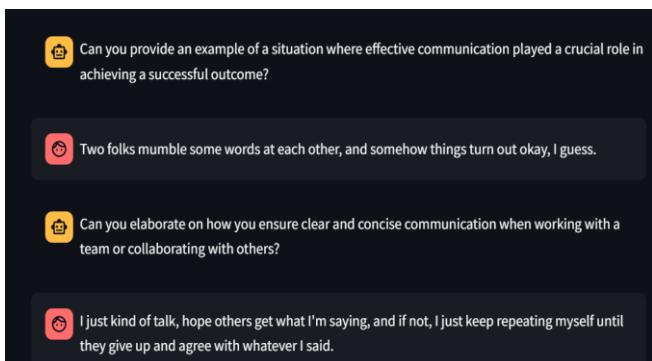 Can you provide an example of a situation where effective communication played a crucial role in
achieving a successful outcome?
Two folks mumble some words at each other, and somehow things turn out okay, I guess.
Can you elaborate on how you ensure clear and concise communication when working with a
team or collaborating with others?
I just kind of talk, hope others get what I'm saying, and if not, I just keep repeating myself until
they give up and agree with whatever I said.